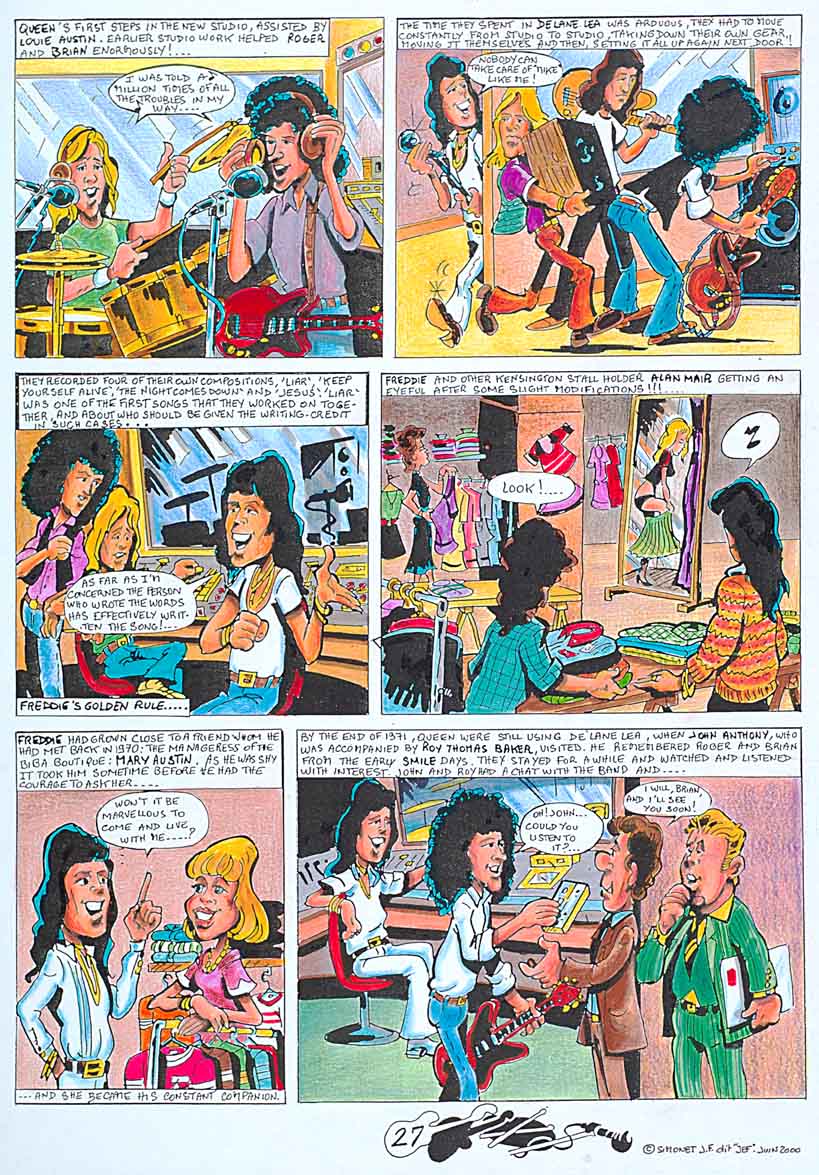 QUEEN'S FIRST STEPS IN THE NEW STUDIO, ASSISTED BY
LOUIE AUSTIN. EARLIER STUDIO WORK HELPED ROGER
AND BRIAN ENORMOUSLY!...
I WAS TOLD A
MILLION TIMES OF ALL
THE TROUBLES IN MY
WAY....
THE TIME THEY SPENT IN DE LANE LEA WAS ARDUOUS, THEY HAD TO MOVE
CONSTANTLY FROM STUDIO TO STUDIO, TAKING DOWN THEIR OWN GEAR,
MOVING IT THEMSELVES AND THEN, SETTING IT ALL UP AGAIN NEXT DOOR!
NOBODY CAN
TAKE CARE OF "MIKE"
LIKE ME!
THEY RECORDED FOUR OF THEIR OWN COMPOSITIONS, 'LIAR', 'KEEP
YOURSELF ALIVE', 'THE NIGHT COMES DOWN' AND 'JESUS'. 'LIAR'
WAS ONE OF THE FIRST SONGS THAT THEY WORKED ON TOGE-
THER, AND ABOUT WHO SHOULD BE GIVEN THE WRITING-CREDIT
IN SUCH CASES...
AS FAR AS I'M
CONCERNED THE PERSON
WHO WROTE THE WORDS
HAS EFFECTIVELY WRIT-
TEN THE SONG!...
FREDDIE'S GOLDEN RULE.....
FREDDIE AND OTHER KENSINGTON STALL HOLDER ALAN MAIR GETTING AN
EYEFUL AFTER SOME SLIGHT MODIFICATIONS!!!...
LOOK!....
!
FREDDIE HAD GROWN CLOSE TO A FRIEND WHOM HE
HAD MET BACK IN 1970: THE MANAGERESS OF THE
BIBA BOUTIQUE: MARY AUSTIN. AS HE WAS SHY
IT TOOK HIM SOMETIME BEFORE HE HAD THE
COURAGE TO ASK HER....
WON'T IT BE
MARVELLOUS TO
COME AND LIVE
WITH ME....?
...AND SHE BECAME HIS CONSTANT COMPANION.
BY THE END OF 1971, QUEEN WERE STILL USING DE LANE LEA, WHEN JOHN ANTHONY, WHO
WAS ACCOMPANIED BY ROY THOMAS BAKER, VISITED. HE REMEMBERED ROGER AND BRIAN
FROM THE EARLY SMILE DAYS. THEY STAYED FOR A WHILE AND WATCHED AND LISTENED
WITH INTEREST. JOHN AND ROY HAD A CHAT WITH THE BAND AND....
OH! JOHN...
COULD YOU
LISTEN TO
IT?...
I WILL, BRIAN,
AND I'LL SEE
YOU SOON!
27
© SIMONET J.F. dit "JEF". JUIN 2000